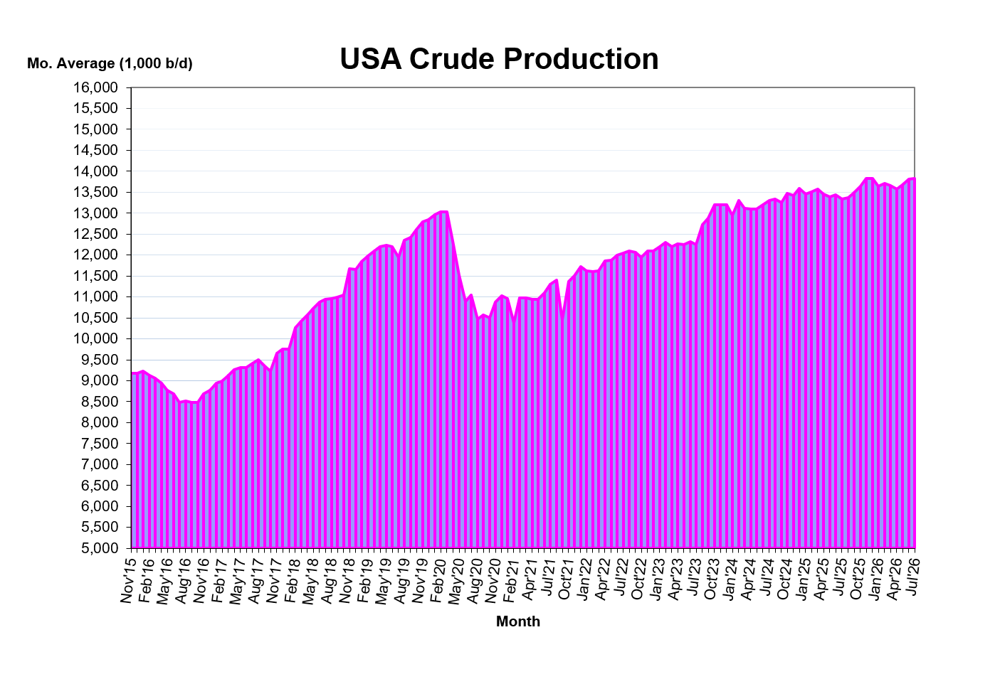 USA Crude Production
Mo. Average (1,000 b/d)
16,000
15,500
15,000
14,500
14,000
13,500
13,000
12,500
12,000
11,500
11,000
10,500
10,000
9,500
9,000
8,500
8,000
7,500
7,000
6,500
6,000
5,500
5,000
Nov'15
Feb'16
May'16
Aug'16
Nov'16
Feb'17
May'17
Aug'17
Nov'17
Feb'18
May'18
Aug'18
Nov'18
Feb'19
May'19
Aug'19
Nov'19
Feb'20
May'20
Aug'20
Nov'20
Feb'21
Apr'21
Jul'21
Oct'21
Jan'22
Apr'22
Jul'22
Oct'22
Jan'23
Apr'23
Jul'23
Oct'23
Jan'24
Apr'24
Jul'24
Oct'24
Jan'25
Apr'25
Jul'25
Oct'25
Jan'26
Apr'26
Jul'26
Month